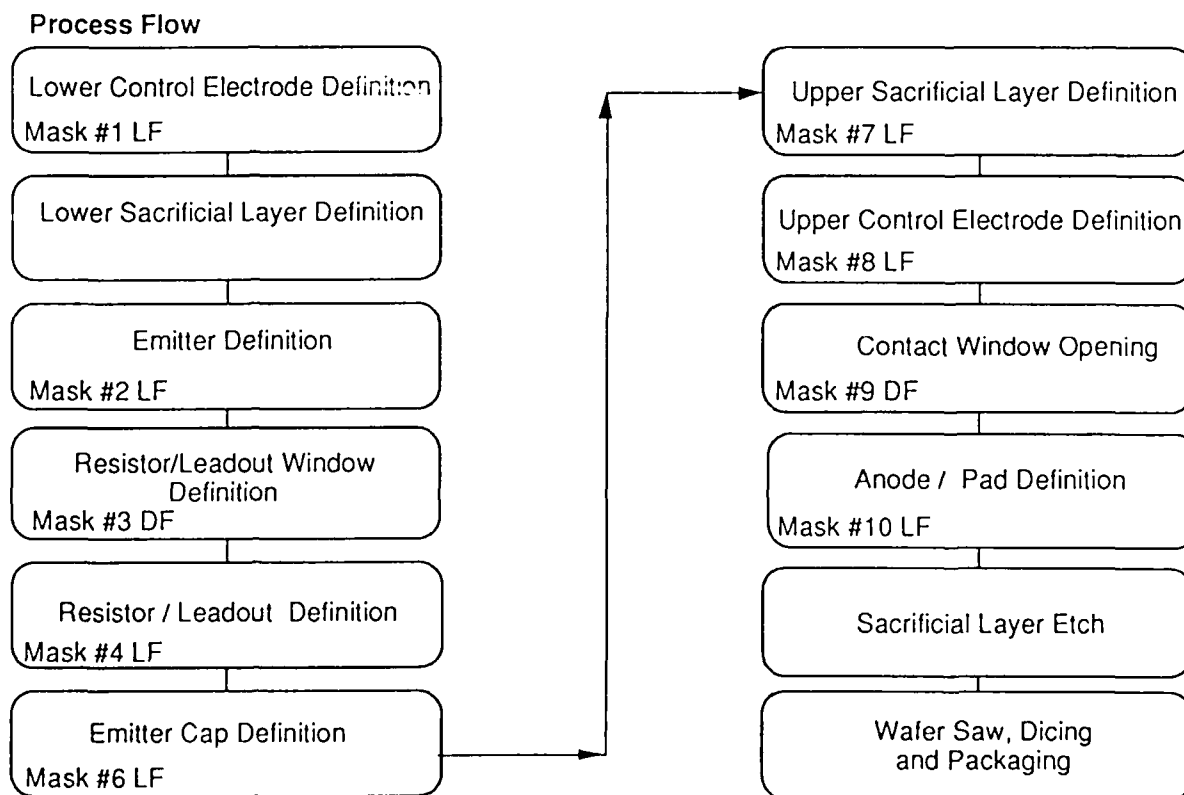 Process Flow
Lower Control Electrode Definition
Mask #1 LF
Lower Sacrificial Layer Definition
Emitter Definition
Mask #2 LF
Resistor/Leadout Window
Definition
Mask #3 DF
Resistor / Leadout Definition
Mask #4 LF
Emitter Cap Definition
Mask #6 LF
Upper Sacrificial Layer Definition
Mask #7 LF
Upper Control Electrode Definition
Mask #8 LF
Contact Window Opening
Mask #9 DF
Anode / Pad Definition
Mask #10 LF
Sacrificial Layer Etch
Wafer Saw, Dicing
and Packaging